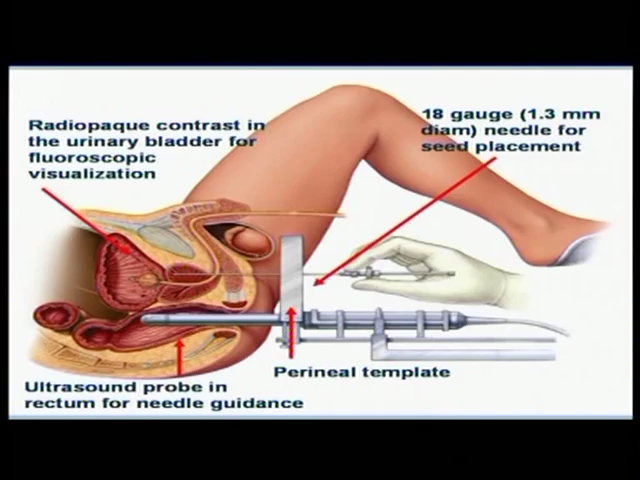 Radiopaque contrast in
the urinary bladder for
fluoroscopic
visualization
18 gauge (1.3 mm
diam) needle for
seed placement
Perineal template
Ultrasound probe in
rectum for needle guidance